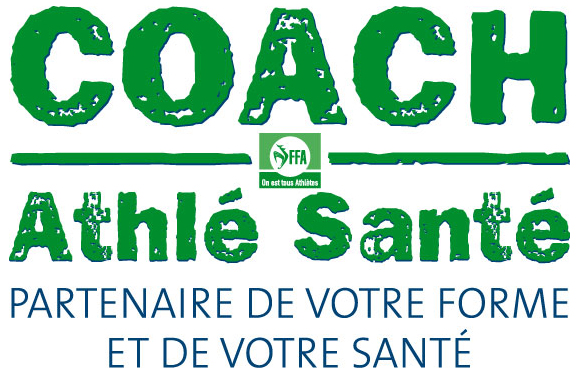 COACH
FFA
On est tous Athlètes
Athlé Santé
PARTENAIRE DE VOTRE FORME
ET DE VOTRE SANTÉ